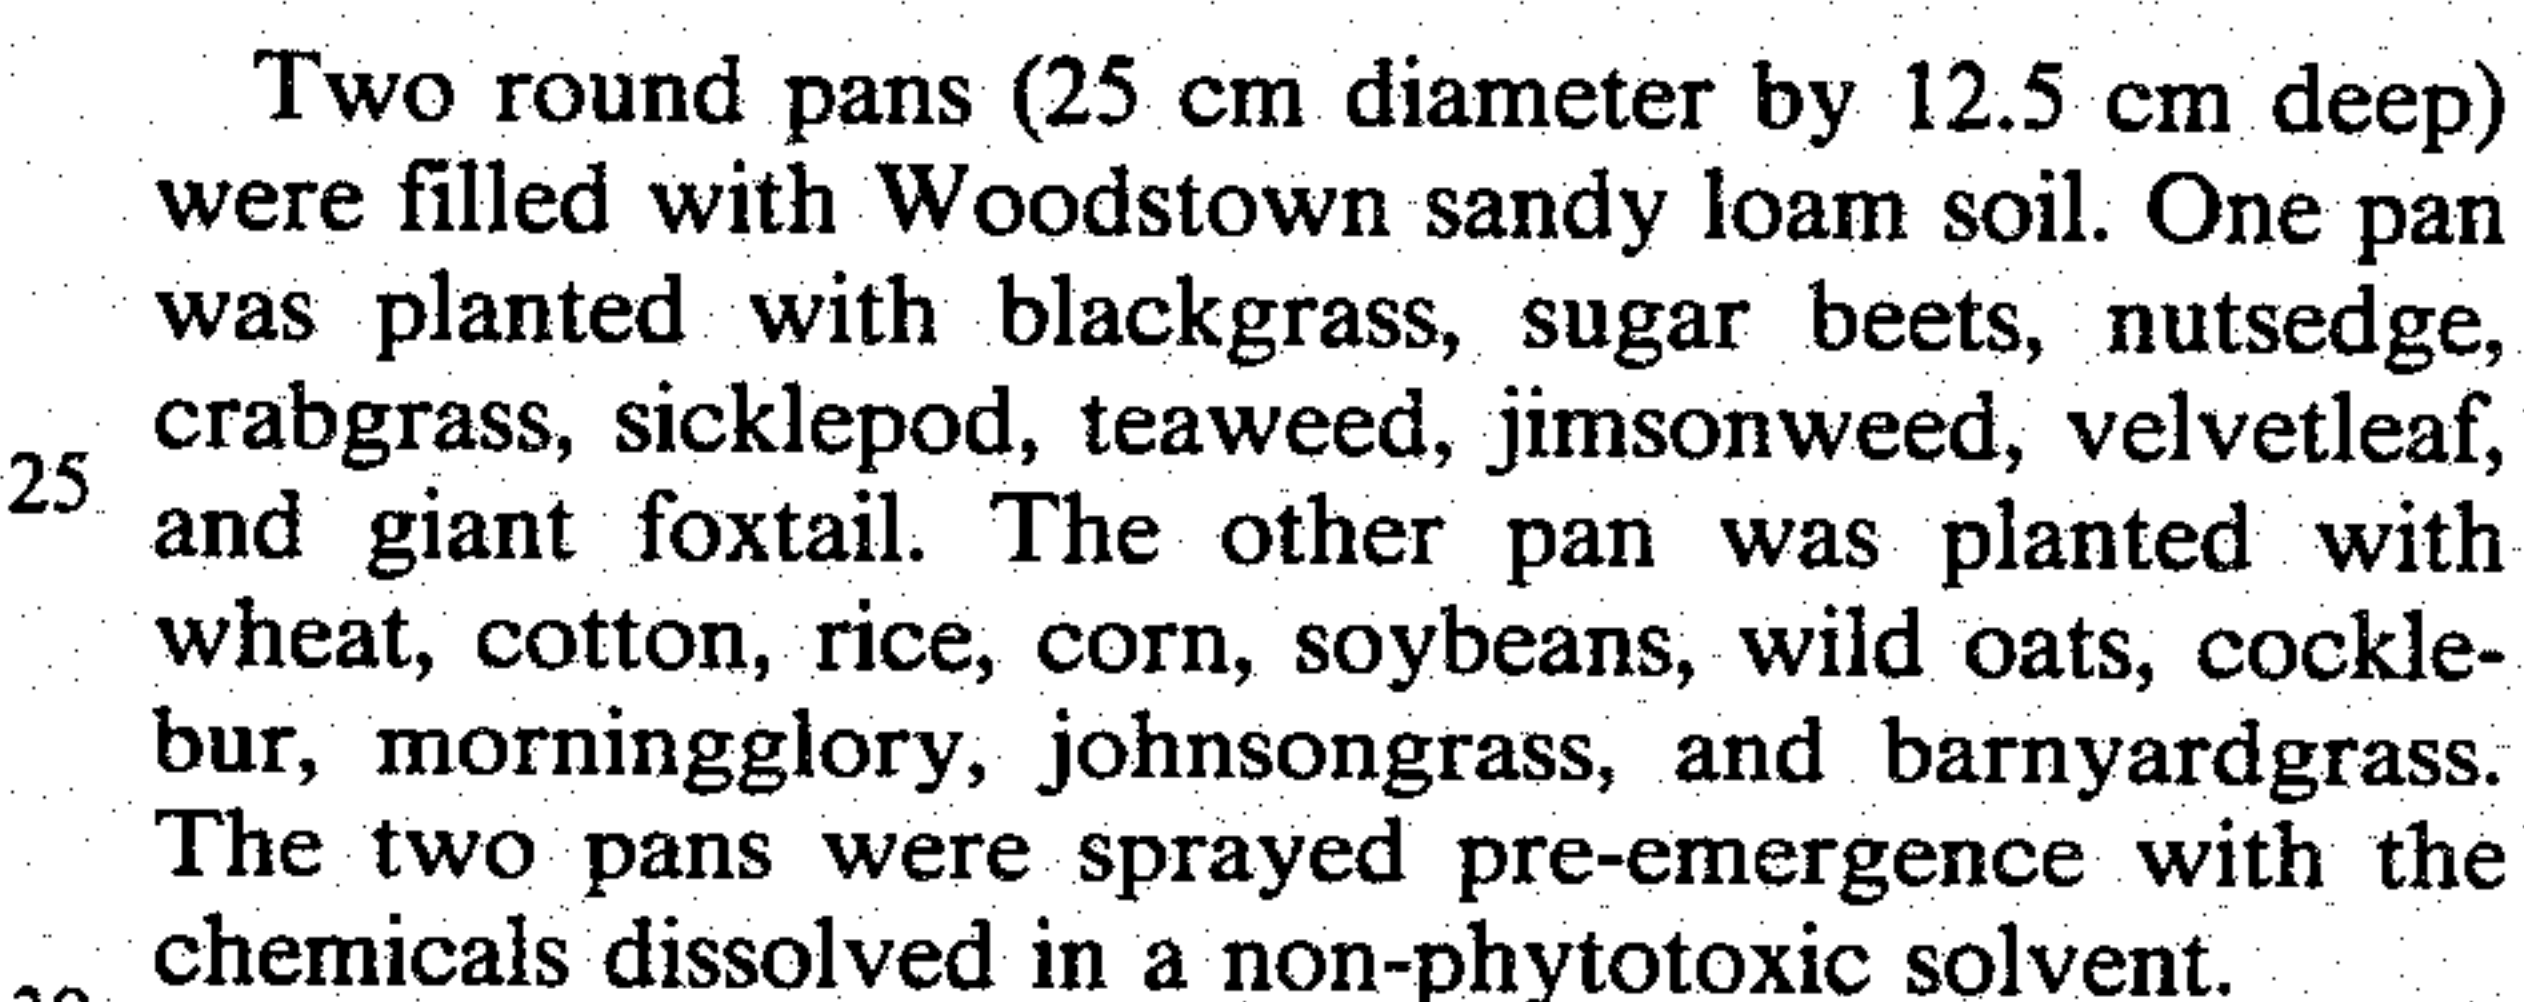 Two round pans (25 cm diameter by 12.5 cm deep)
were filled with Woodstown sandy loam soil. One pan
was planted with blackgrass, sugar beets, nutsedge,
crabgrass, sicklepod, teaweed, jimsonweed, velvetleaf,
25
and giant foxtail. The other pan was planted with
wheat, cotton, rice, corn, soybeans, wild oats, cockle-
bur, morningglory, johnsongrass, and barnyardgrass.
The two pans were sprayed pre-emergence with the
chemicals dissolved in a non-phytotoxic solvent.